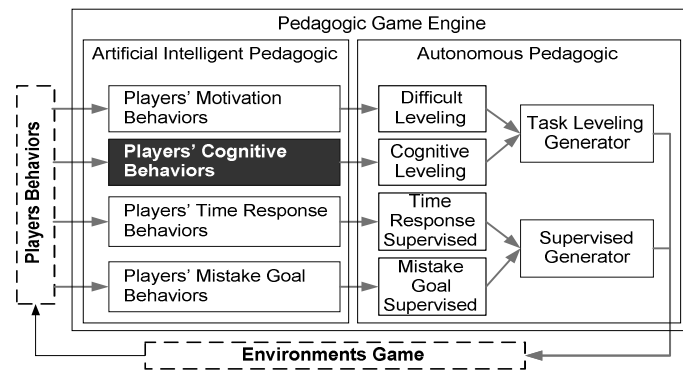 Pedagogic Game Engine
Artificial Intelligent Pedagogic
Autonomous Pedagogic
Players Behaviors
Players' Motivation
Behaviors
Players' Cognitive
Behaviors
Players' Time Response
Behaviors
Players' Mistake Goal
Behaviors
Difficult
Leveling
Cognitive
Leveling
Time
Response
Supervised
Mistake
Goal
Supervised
Task Leveling
Generator
Supervised
Generator
Environments Game